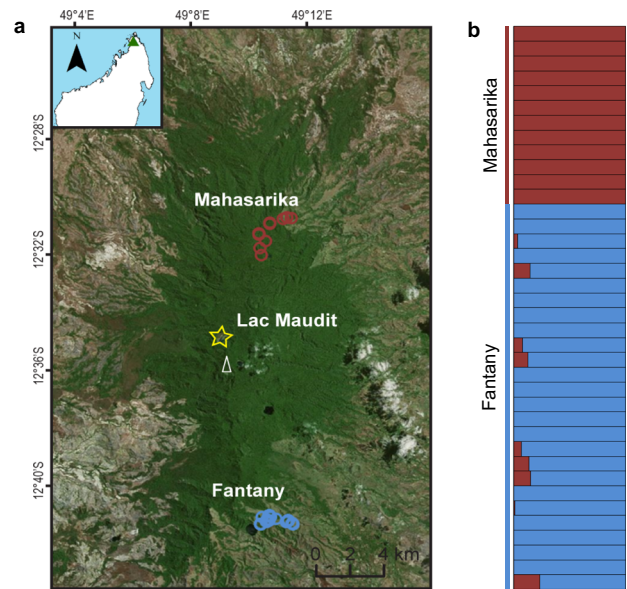 a
49°4'E
49°8'E
49°12'E
b
N
12°28'S
12°32'S
12°36'S
12°40'S
Mahasarika
Lac Maudit
Fantany
0 2 4 km
Mahasarika
Fantany